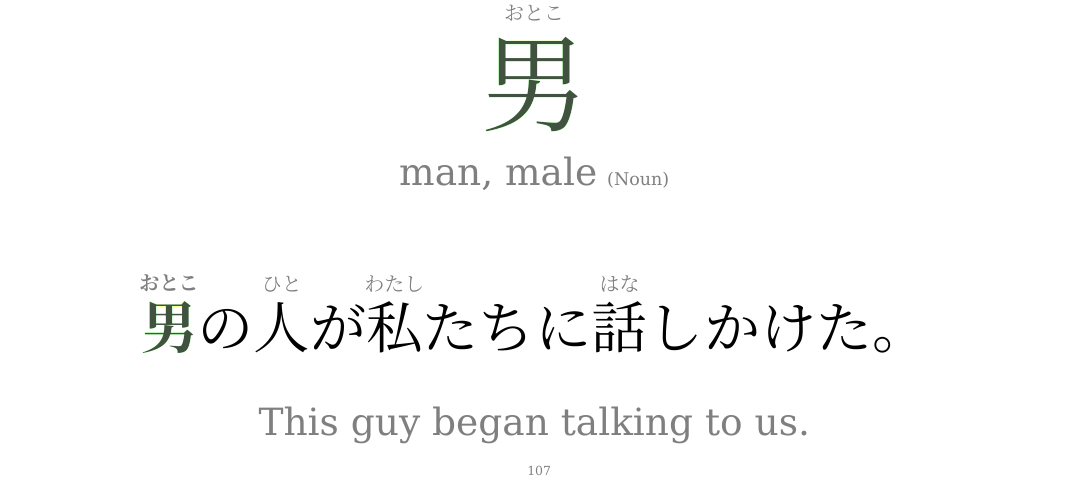 おとこ
男
man, male (Noun)
おとこ ひと わたし はな
男の人が私たちに話しかけた。
This guy began talking to us.
107